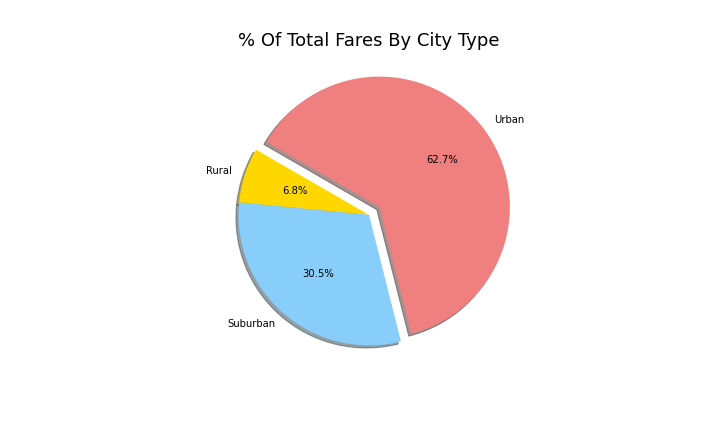 % Of Total Fares By City Type
Urban
62.7%
Rural
6.8%
30.5%
Suburban